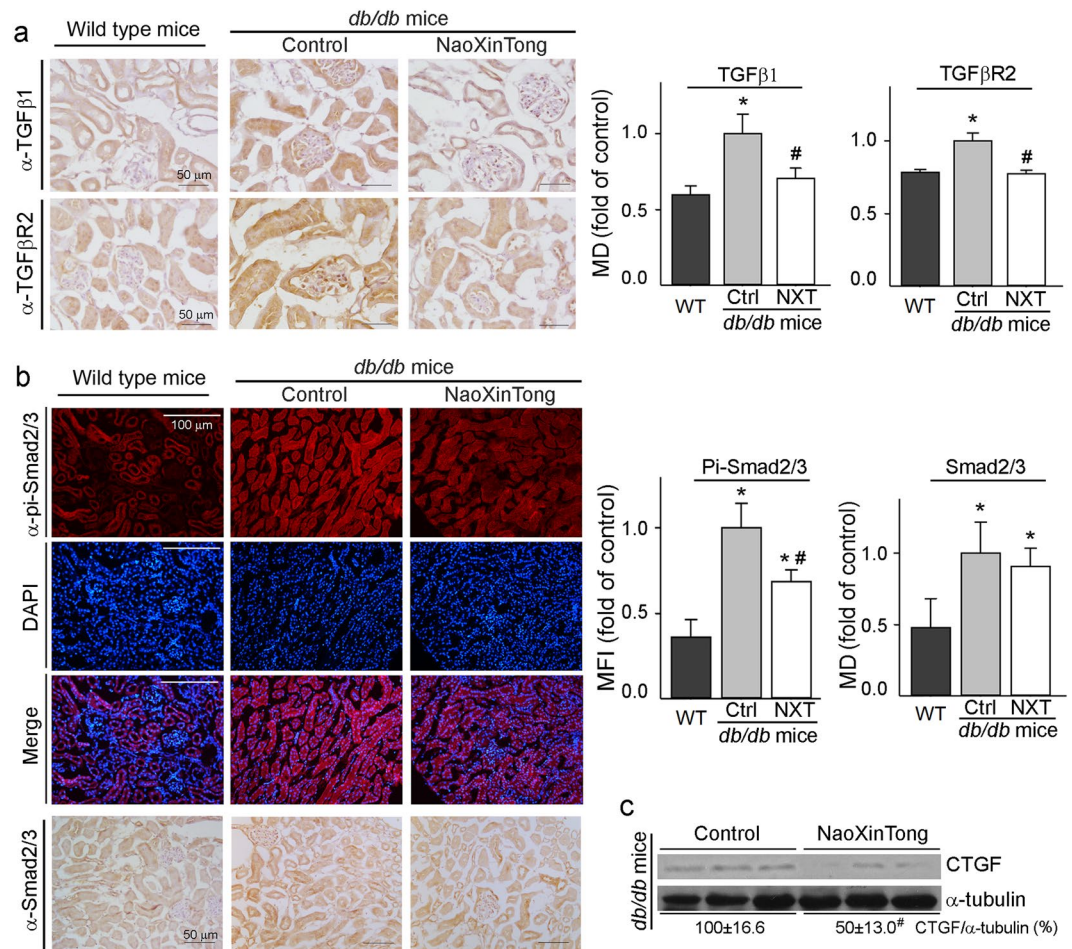 a
Wild type mice
db/db mice
Control
NaoXinTong
α-TGFβ1
50 μm
α-TGFβR2
50 μm
TGFβ1
MD (fold of control)
1.0
0.5
0.0
*
#
WT
Ctrl
NXT
db/db mice
TGFβR2
1.0
0.5
0.0
*
#
WT
Ctrl
NXT
db/db mice
b
Wild type mice
db/db mice
Control
NaoXinTong
α-pi-Smad2/3
100 μm
DAPI
Merge
α-Smad2/3
50 μm
Pi-Smad2/3
MFI (fold of control)
1.0
0.5
0.0
*
* #
WT
Ctrl
NXT
db/db mice
Smad2/3
MD (fold of control)
1.0
0.5
0.0
*
*
WT
Ctrl
NXT
db/db mice
c
db/db mice
Control
NaoXinTong
CTGF
α-tubulin
100±16.6
50±13.0#
CTGF/α-tubulin (%)